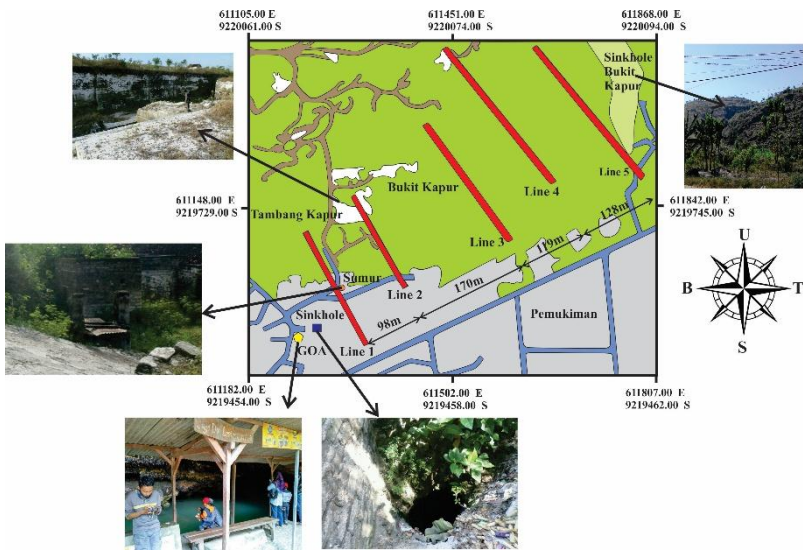 611105.00 E
9220061.00 S
611451.00 E
9220074.00 S
611868.00 E
9220094.00 S
Sinkhole
Bukit
Kapur
Line 5
Line 4
Bukit Kapur
611148.00 E
9219729.00 S
Tambang Kapur
611842.00 E
9219745.00 S
Line 3
128m
119m
170m
98m
Sumur
Line 2
Sinkhole
GOA
Line 1
Pemukiman
U
B
T
S
611182.00 E
9219454.00 S
611502.00 E
9219458.00 S
611807.00 E
9219462.00 S